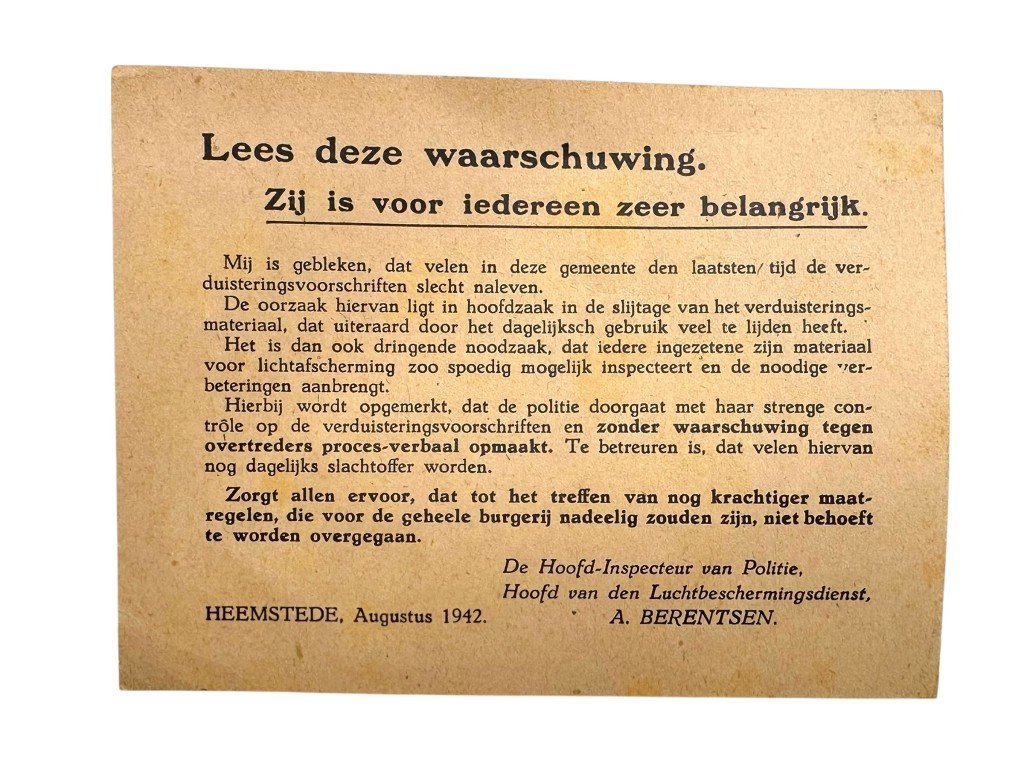 Lees deze waarschuwing.
Zij is voor iedereen zeer belangrijk.
Mij is gebleken, dat velen in deze gemeente den laatsten tijd de ver-
duisteringsvoorschriften slecht naleven.
De oorzaak hiervan ligt in hoofdzaak in de slijtage van het verduisterings-
materiaal, dat uiteraard door het dagelijksch gebruik veel te lijden heeft.
Het is dan ook dringende noodzaak, dat iedere ingezetene zijn materiaal
voor lichtafscherming zoo spoedig mogelijk inspecteert en de noodige ver-
beteringen aanbrengt.
Hierbij wordt opgemerkt, dat de politie doorgaat met haar strenge con-
trôle op de verduisteringsvoorschriften en zonder waarschuwing tegen
overtreders proces-verbaal opmaakt. Te betreuren is, dat velen hiervan
nog dagelijks slachtoffer worden.
Zorgt allen ervoor, dat tot het treffen van nog krachtiger maat-
regelen, die voor de geheele burgerij nadeelig zouden zijn, niet behoeft
te worden overgegaan.
De Hoofd-Inspecteur van Politie,
Hoofd van den Luchtbeschermingsdienst,
HEEMSTEDE, Augustus 1942. A. BERENTSEN.